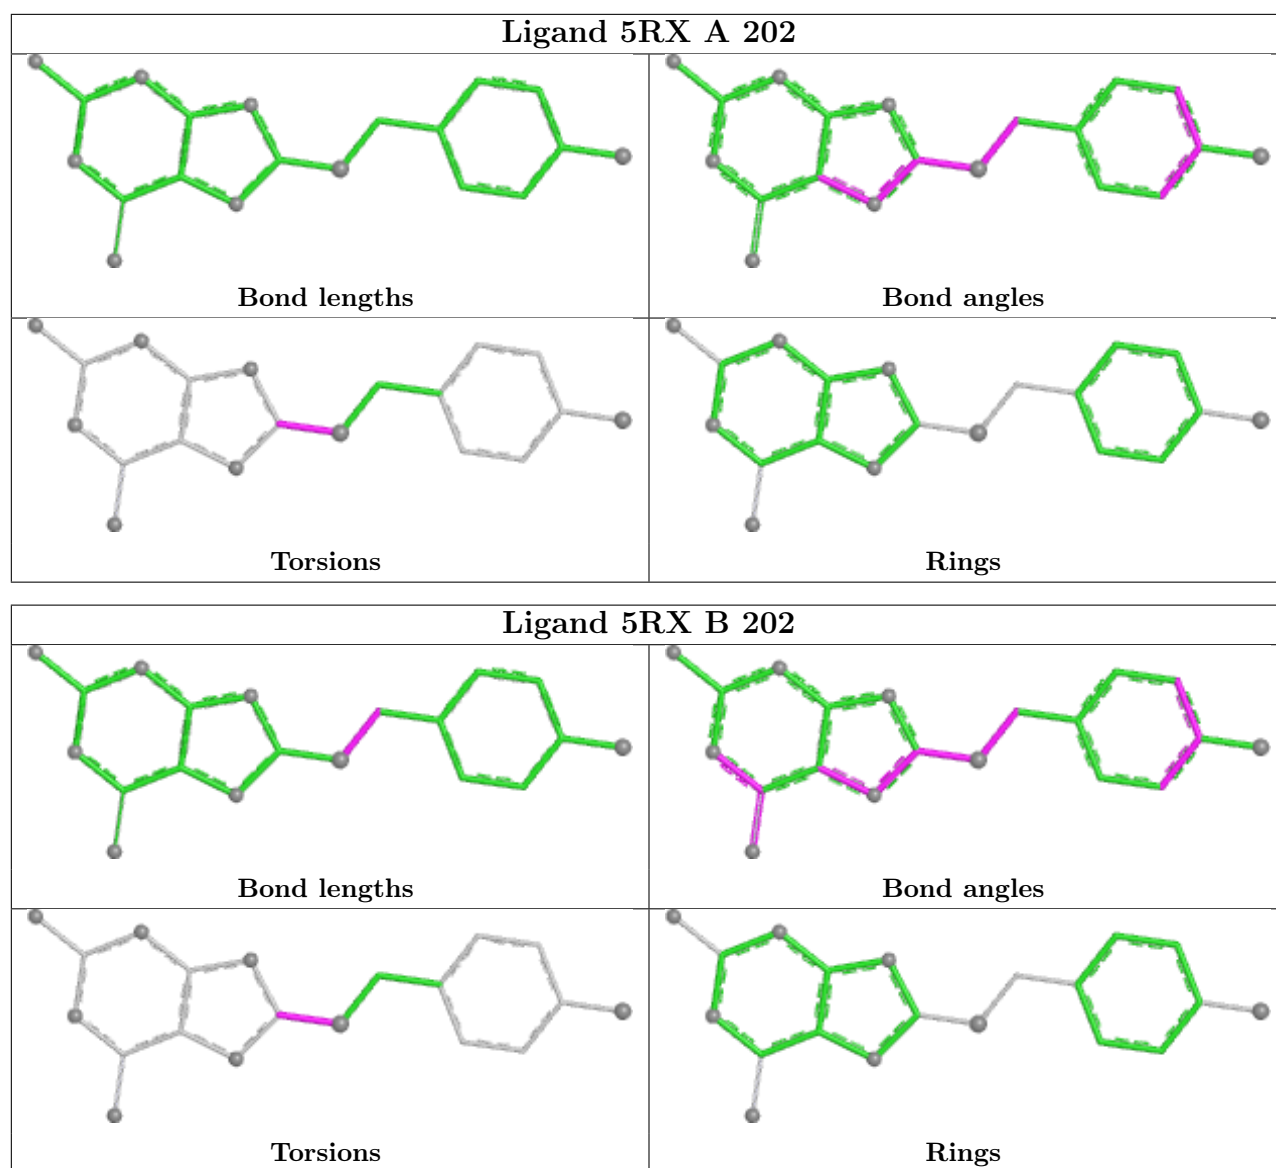 Ligand 5RX A 202
Bond lengths
Bond angles
Torsions
Rings
Ligand 5RX B 202
Bond lengths
Bond angles
Torsions
Rings